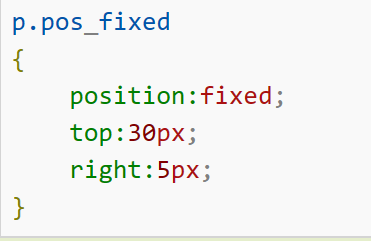 p.pos_fixed
{
    position:fixed;
    top:30px;
    right:5px;
}